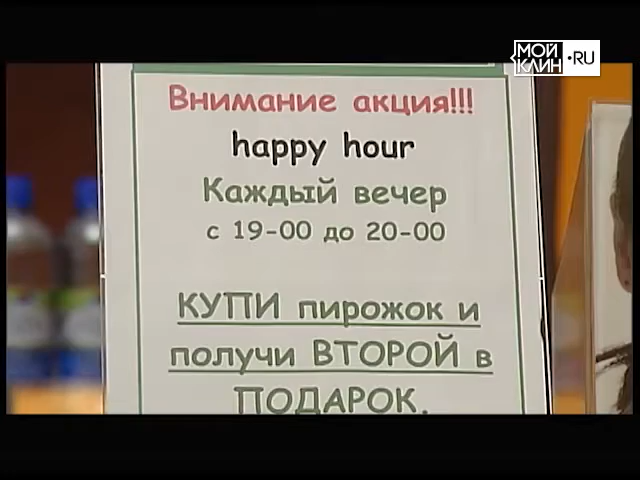 МОЙ
КЛИН .RU
Внимание акция!!!
happy hour
Каждый вечер
с 19-00 до 20-00
КУПИ пирожок и
получи ВТОРОЙ в
ПОДАРОК.